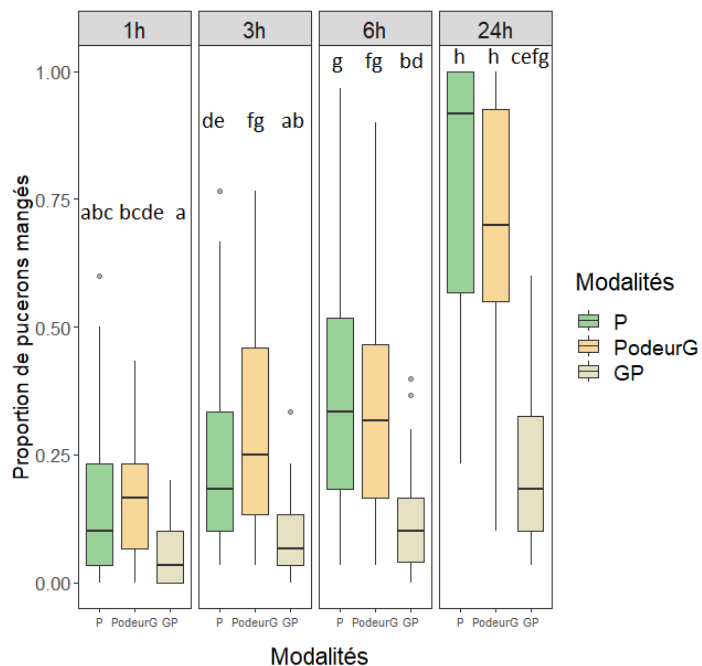 1h 3h 6h 24h
Proportion de pucerons mangés
1.00
0.75
0.50
0.25
0.00
abc bcde a
de fg ab
g fg bd
h h cefg
P PodeurG GP P PodeurG GP P PodeurG GP P PodeurG GP
Modalités
Modalités
P
PodeurG
GP